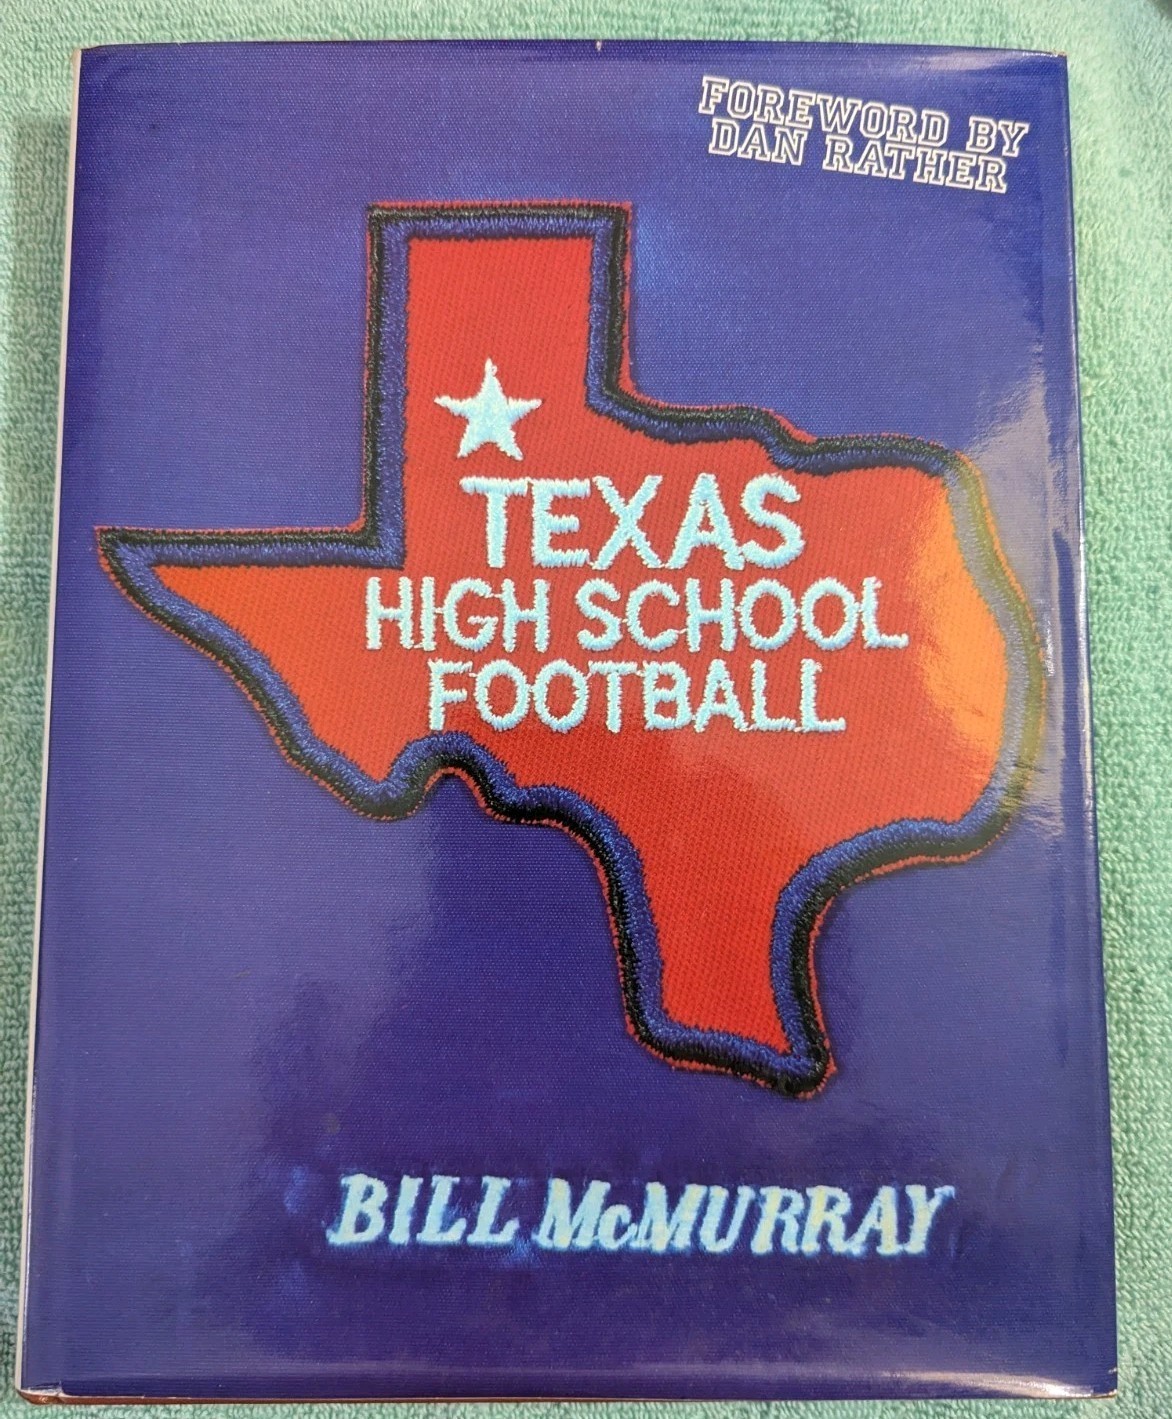 FOREWORD BY
DAN RATHER
TEXAS
HIGH SCHOOL
FOOTBALL
BILL McMURRAY